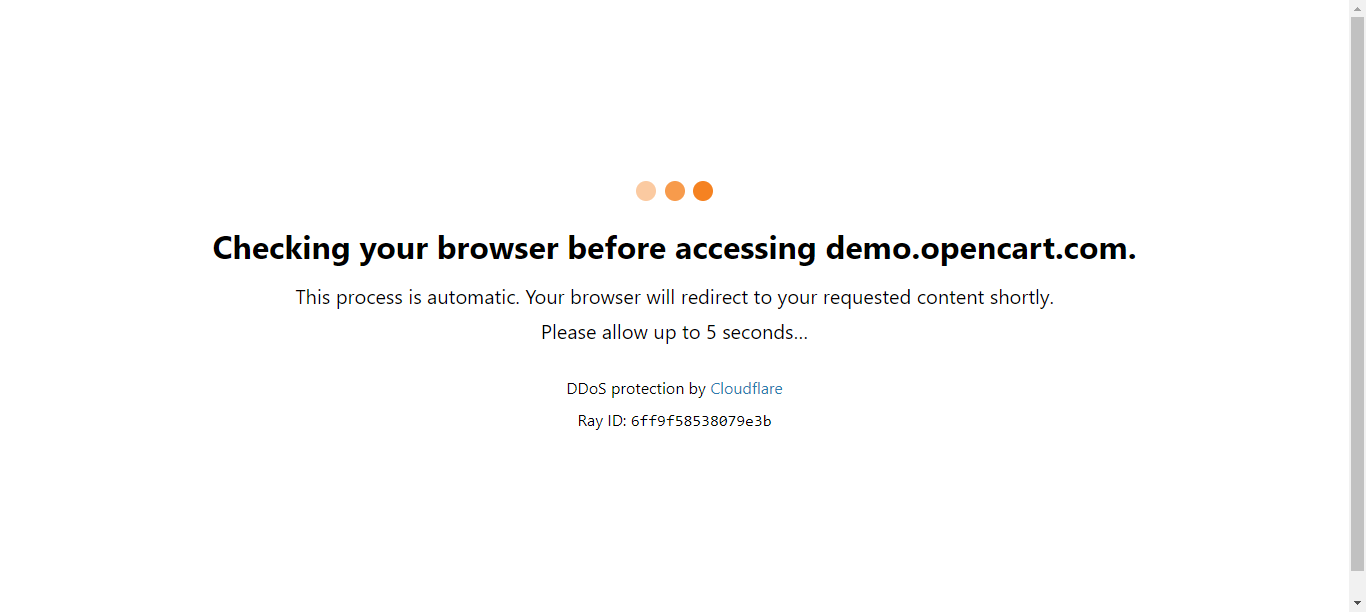 Checking your browser before accessing demo.opencart.com.
This process is automatic. Your browser will redirect to your requested content shortly.
Please allow up to 5 seconds...
DDoS protection by Cloudflare
Ray ID: 6ff9f58538079e3b